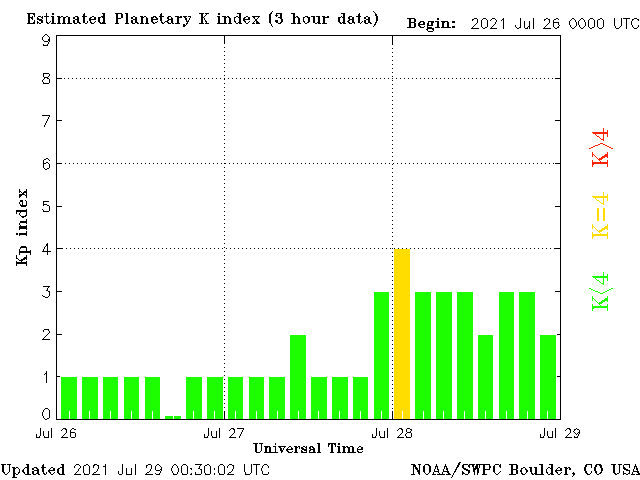 Estimated Planetary K index (3 hour data) Begin: 2021 Jul 26 0000 UTC
9
8
7
6
5
4
3
2
1
0
Kp index
K>4
K=4
K<4
Jul 26 Jul 27 Jul 28 Jul 29
Universal Time
Updated 2021 Jul 29 00:30:02 UTC NOAA/SWPC Boulder, CO USA